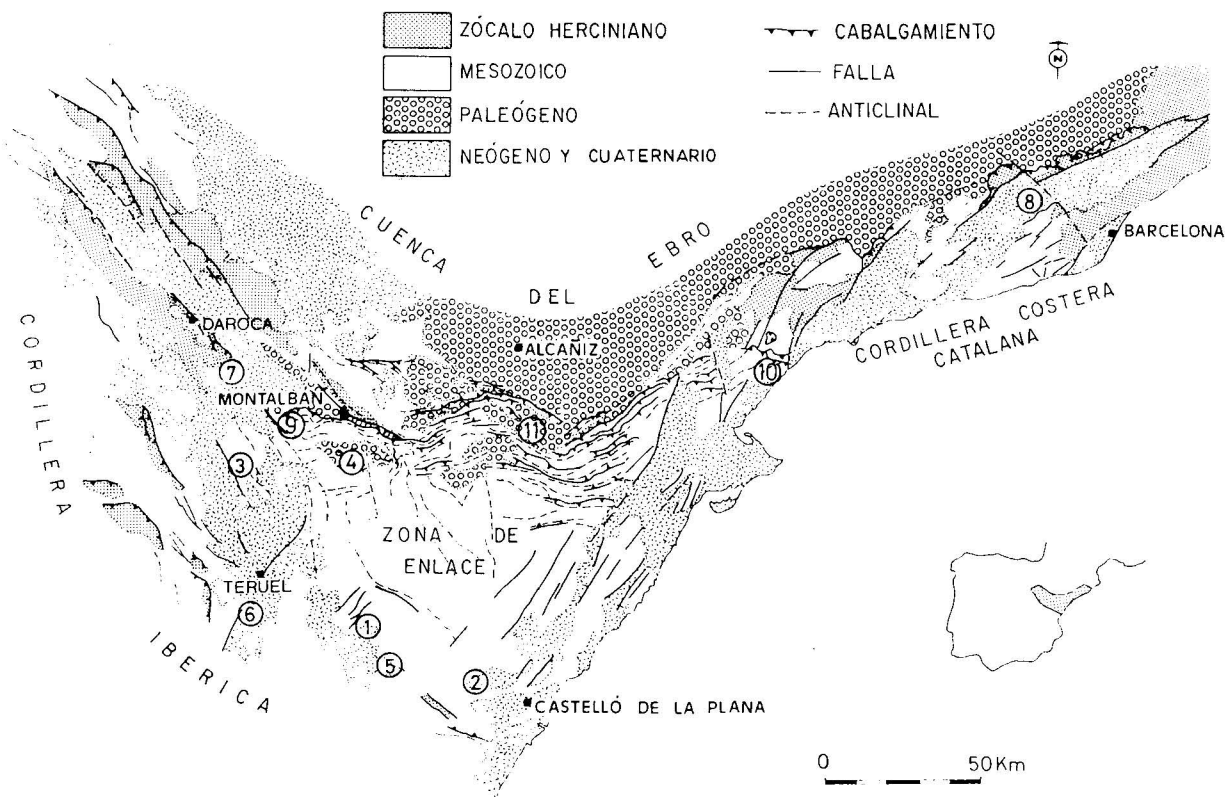 ZÓCALO HERCINIANO
MESOZOICO
PALEÓGENO
NEÓGENO Y CUATERNARIO
CABALGAMIENTO
FALLA
ANTICLINAL
N
CUENCA
DEL
EBRO
8
BARCELONA
CORDILLERA COSTERA
CATALANA
DAROCA
ALCAÑIZ
7
10
MONTALBÁN
9
11
4
3
CORDILLERA
IBERICA
ZONA DE
ENLACE
TERUEL
6
1
5
2
CASTELLÓ DE LA PLANA
0 50Km